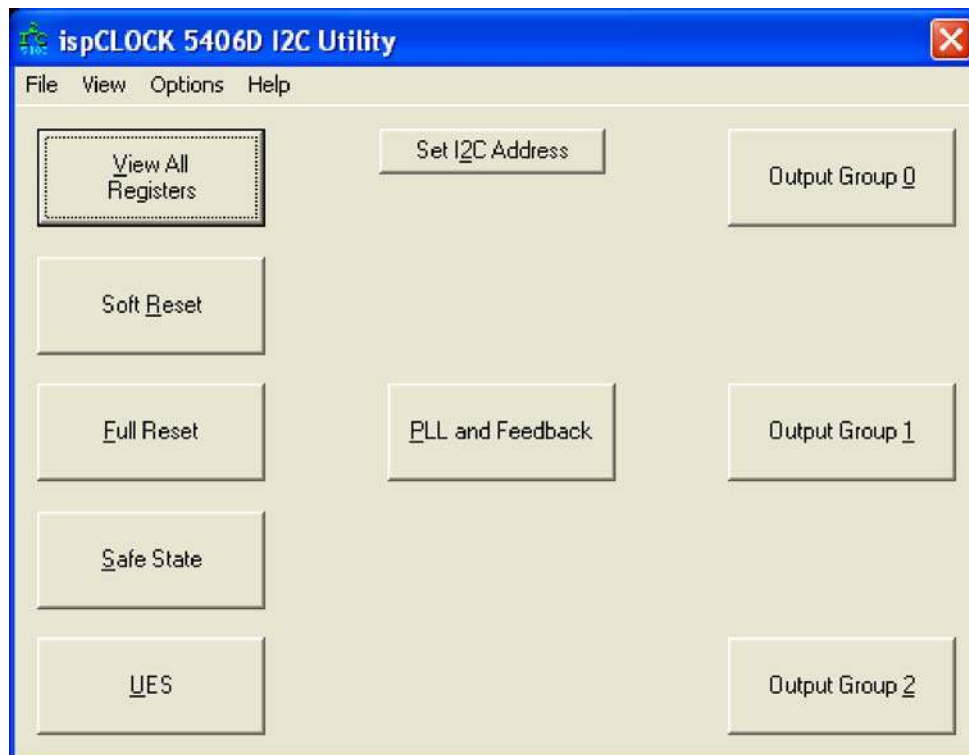 ispCLOCK 5406D I2C Utility
File View Options Help
View All
Registers
Set I2C Address
Output Group 0
Soft Reset
Full Reset
PLL and Feedback
Output Group 1
Safe State
UES
Output Group 2